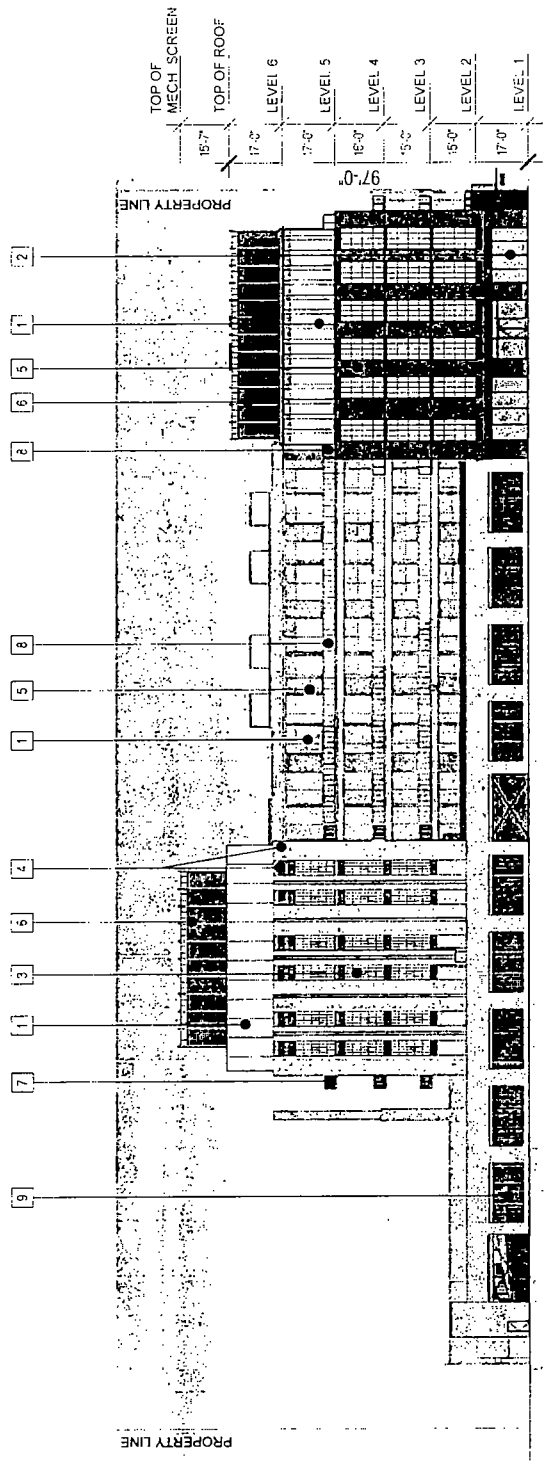 9
7
1
3
6
4
1
5
8
8
6
5
1
2
PROPERTY LINE
PROPERTY LINE
TOP OF
MECH SCREEN
15'-7"
TOP OF ROOF
17'-0"
LEVEL 6
17'-0"
LEVEL 5
16'-0"
LEVEL 4
15'-0"
LEVEL 3
15'-0"
LEVEL 2
17'-0"
LEVEL 1
97'-0"